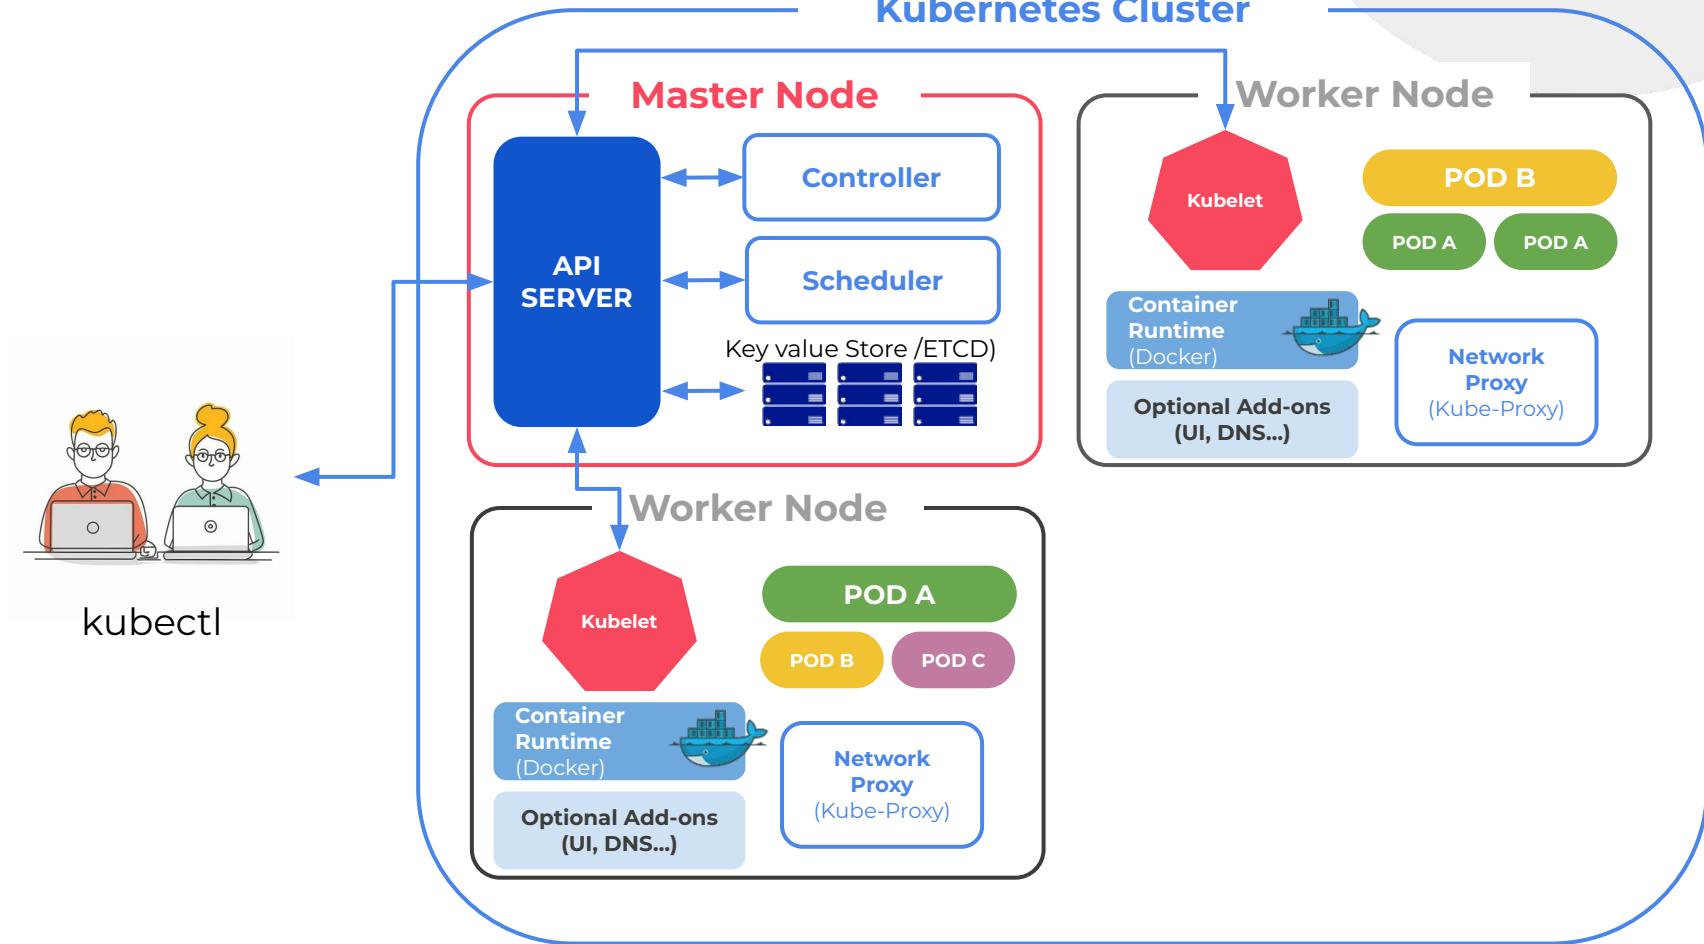 Kubernetes Cluster
Master Node
API
SERVER
Controller
Scheduler
Key value Store /ETCD)
Worker Node
Kubelet
POD B
POD A
POD A
Container
Runtime
(Docker)
Optional Add-ons
(UI, DNS...)
Network
Proxy
(Kube-Proxy)
kubectl
Worker Node
Kubelet
POD A
POD B
POD C
Container
Runtime
(Docker)
Optional Add-ons
(UI, DNS...)
Network
Proxy
(Kube-Proxy)